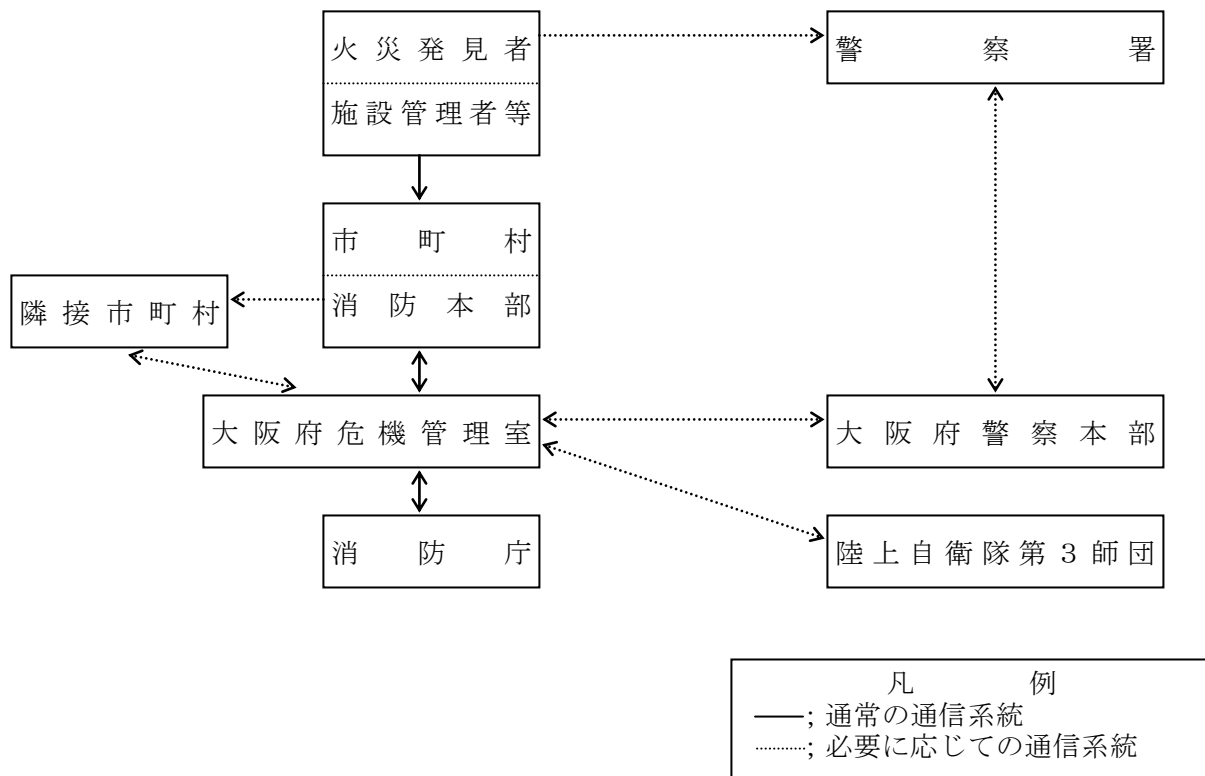 火災発見者
警察署
施設管理者等
市町村
消防本部
隣接市町村
大阪府危機管理室
大阪府警察本部
消防庁
陸上自衛隊第３師団
凡例
; 通常の通信系統
; 必要に応じての通信系統